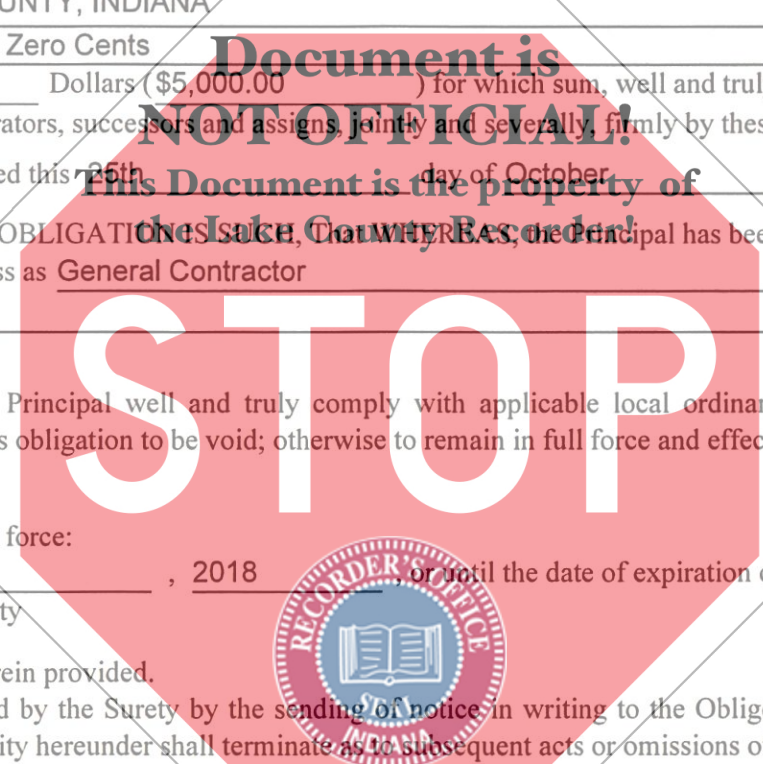 UNTY, INDIANA
Zero Cents
Document is
Dollars ($5,000.00 ) for which sum, well and truly
NOT OFFICIAL!
rators, successors and assigns, jointly and severally, firmly by thes
ed this 25th day of October
This Document is the property of
the Lake County Recorder!
OBLIGATION IS SUCH, That WHEREAS, the Principal has bee
ss as General Contractor
STOP
Principal well and truly comply with applicable local ordinan
s obligation to be void; otherwise to remain in full force and effec
force:
, 2018 , or until the date of expiration o
ty
RECORDER'S OFFICE
SEAL
INDIANA
rein provided.
d by the Surety by the sending of notice in writing to the Oblige
ity hereunder shall terminate as to subsequent acts or omissions o